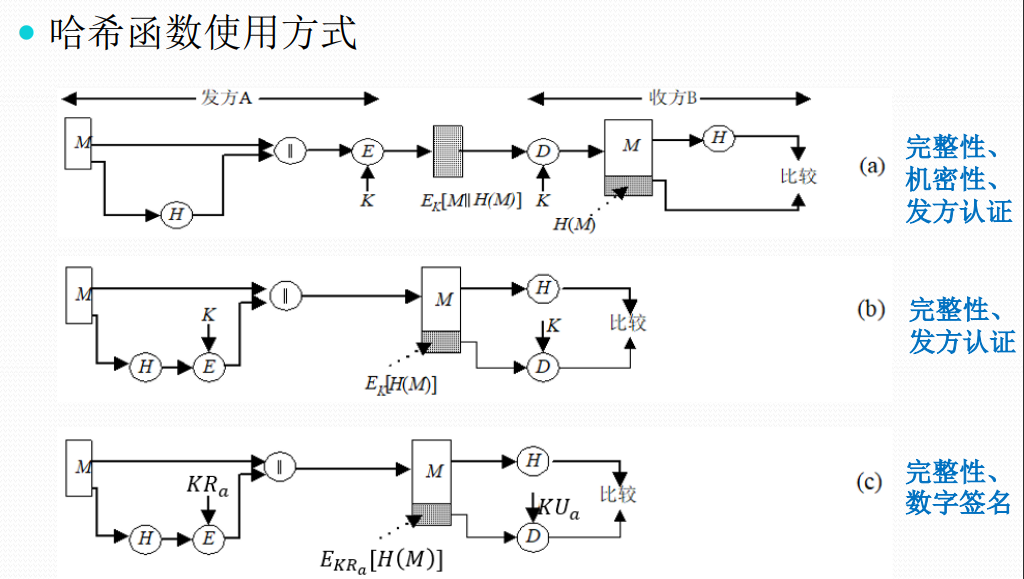 哈希函数使用方式
发方A
收方B
M
||
E
D
M
H
比较
(a)
完整性、
机密性、
发方认证
H
K
E_K[M||H(M)]
K
H(M)
M
||
M
H
比较
(b)
完整性、
发方认证
K
K
H
E
D
E_K[H(M)]
M
||
M
H
比较
(c)
完整性、
数字签名
KR_a
KU_a
H
E
D
E_{KR_a}[H(M)]